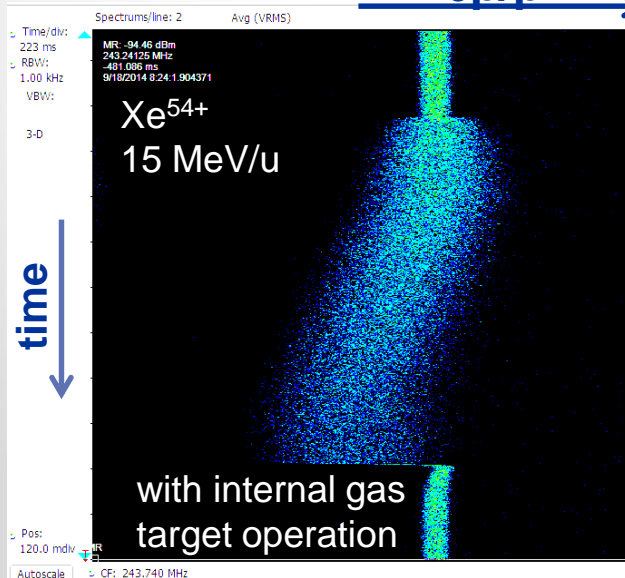 Spectrums/line: 2 Avg (VRMS)
Time/div:
223 ms
RBW:
1.00 kHz
VBW:
3-D
MR: -94.46 dBm
243.24125 MHz
-481.086 ms
9/18/2014 8:24:1.904371
Xe54+
15 MeV/u
time
with internal gas
target operation
Pos:
120.0 mdiv
MR
Autoscale CF: 243.740 MHz